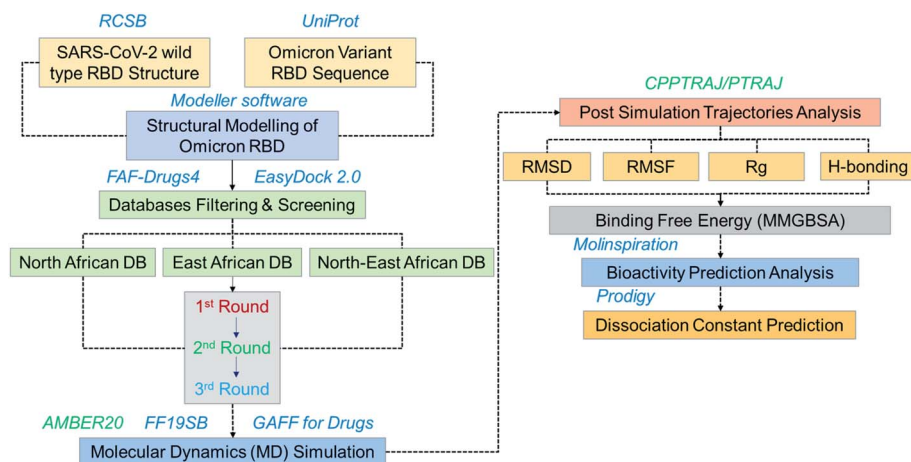 RCSB
UniProt
SARS-CoV-2 wild
type RBD Structure
Omicron Variant
RBD Sequence
Modeller software
Structural Modelling of
Omicron RBD
FAF-Drugs4
EasyDock 2.0
Databases Filtering & Screening
North African DB
East African DB
North-East African DB
1st Round
2nd Round
3rd Round
AMBER20
FF19SB
GAFF for Drugs
Molecular Dynamics (MD) Simulation
CPPTRAJ/PTRAJ
Post Simulation Trajectories Analysis
RMSD
RMSF
Rg
H-bonding
Binding Free Energy (MMGBSA)
Molinspiration
Bioactivity Prediction Analysis
Prodigy
Dissociation Constant Prediction